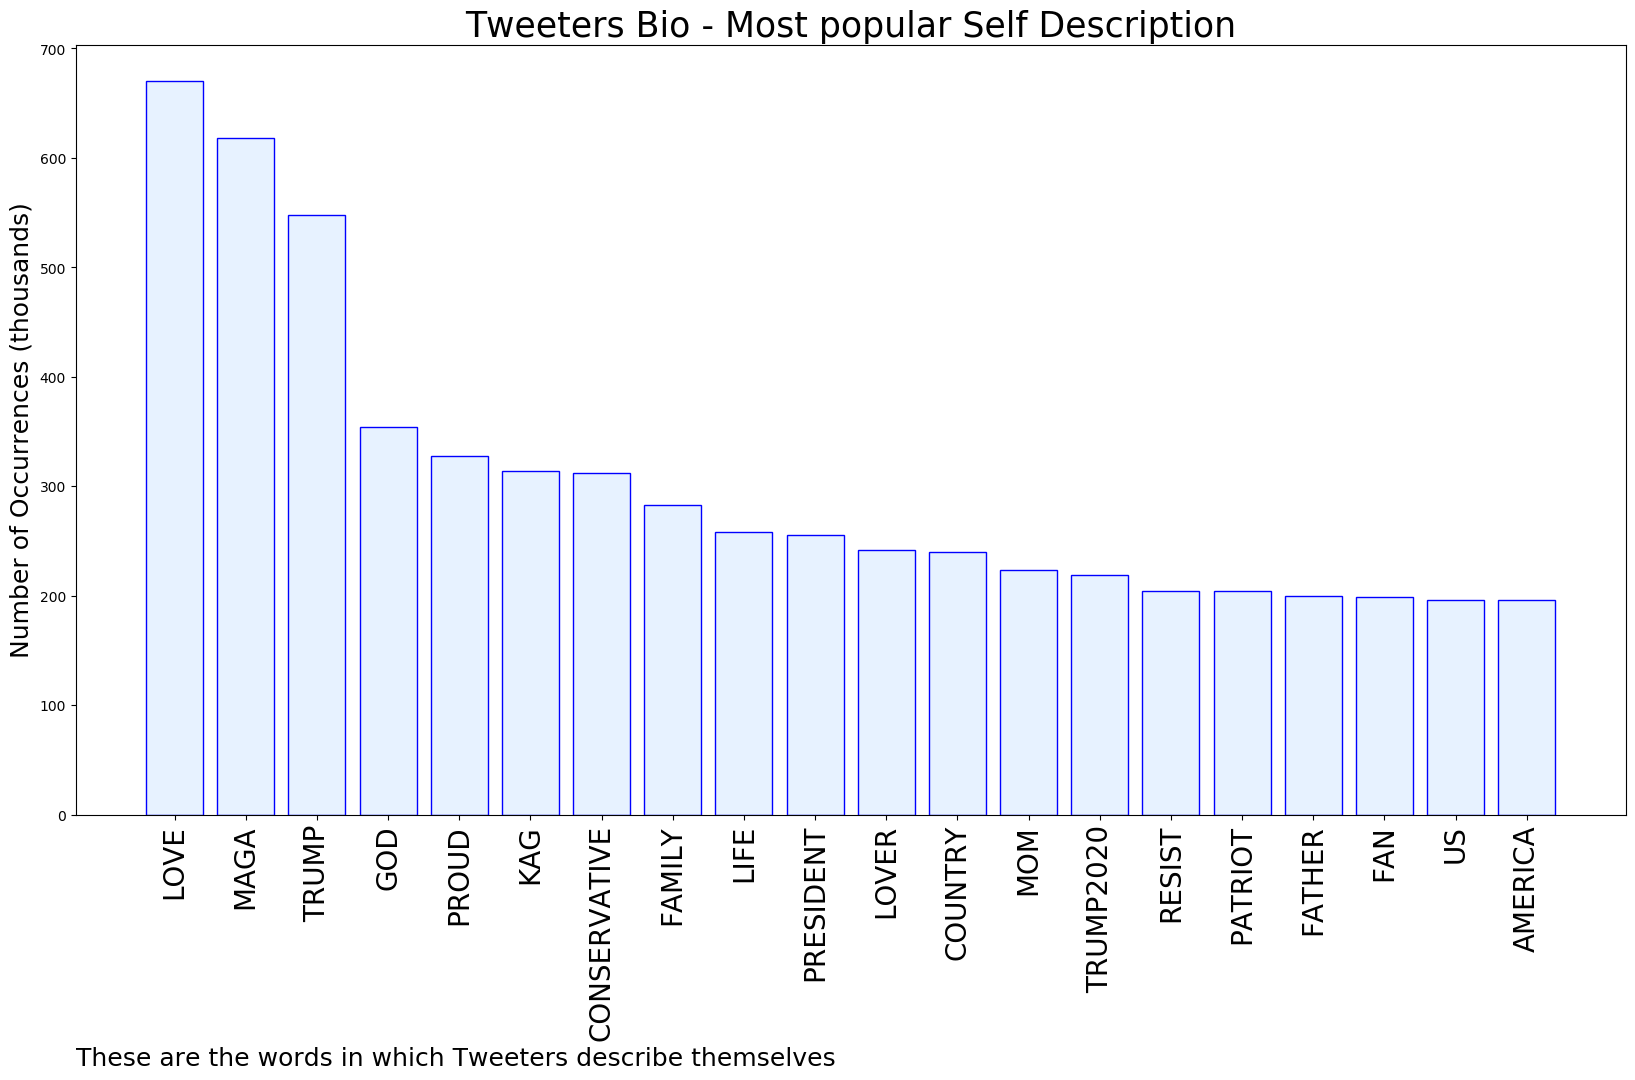 Tweeters Bio - Most popular Self Description
Number of Occurrences (thousands)
700
600
500
400
300
200
100
0
LOVE
MAGA
TRUMP
GOD
PROUD
KAG
CONSERVATIVE
FAMILY
LIFE
PRESIDENT
LOVER
COUNTRY
MOM
TRUMP2020
RESIST
PATRIOT
FATHER
FAN
US
AMERICA
These are the words in which Tweeters describe themselves